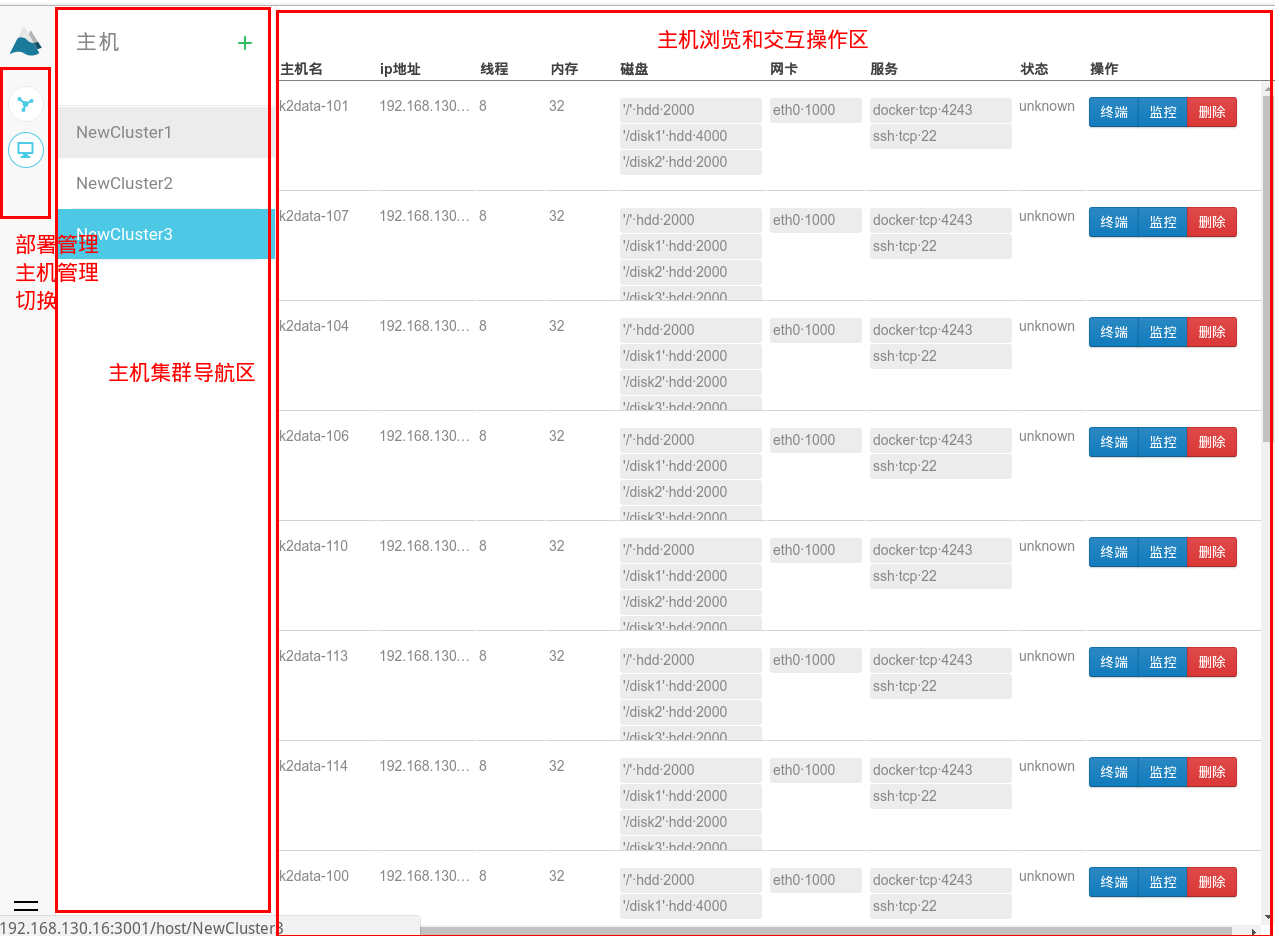 主机
+
NewCluster1
NewCluster2
NewCluster3
部署管理
主机管理
切换
主机集群导航区
主机浏览和交互操作区
主机名 ip地址 线程 内存 磁盘 网卡 服务 状态 操作
k2data-101 192.168.130... 8 32 '/'·hdd·2000 eth0·1000 docker·tcp·4243 unknown 终端 监控 删除
'/disk1'·hdd·4000 ssh·tcp·22
'/disk2'·hdd·2000
k2data-107 192.168.130... 8 32 '/'·hdd·2000 eth0·1000 docker·tcp·4243 unknown 终端 监控 删除
'/disk1'·hdd·2000 ssh·tcp·22
'/disk2'·hdd·2000
'/disk3'·hdd·2000
k2data-104 192.168.130... 8 32 '/'·hdd·2000 eth0·1000 docker·tcp·4243 unknown 终端 监控 删除
'/disk1'·hdd·2000 ssh·tcp·22
'/disk2'·hdd·2000
'/disk3'·hdd·2000
k2data-106 192.168.130... 8 32 '/'·hdd·2000 eth0·1000 docker·tcp·4243 unknown 终端 监控 删除
'/disk1'·hdd·2000 ssh·tcp·22
'/disk2'·hdd·2000
'/disk3'·hdd·2000
k2data-110 192.168.130... 8 32 '/'·hdd·2000 eth0·1000 docker·tcp·4243 unknown 终端 监控 删除
'/disk1'·hdd·2000 ssh·tcp·22
'/disk2'·hdd·2000
'/disk3'·hdd·2000
k2data-113 192.168.130... 8 32 '/'·hdd·2000 eth0·1000 docker·tcp·4243 unknown 终端 监控 删除
'/disk1'·hdd·2000 ssh·tcp·22
'/disk2'·hdd·2000
'/disk3'·hdd·2000
k2data-114 192.168.130... 8 32 '/'·hdd·2000 eth0·1000 docker·tcp·4243 unknown 终端 监控 删除
'/disk1'·hdd·2000 ssh·tcp·22
'/disk2'·hdd·2000
'/disk3'·hdd·2000
k2data-100 192.168.130... 8 32 '/'·hdd·2000 eth0·1000 docker·tcp·4243 unknown 终端 监控 删除
'/disk1'·hdd·4000 ssh·tcp·22
192.168.130.16:3001/host/NewCluster3